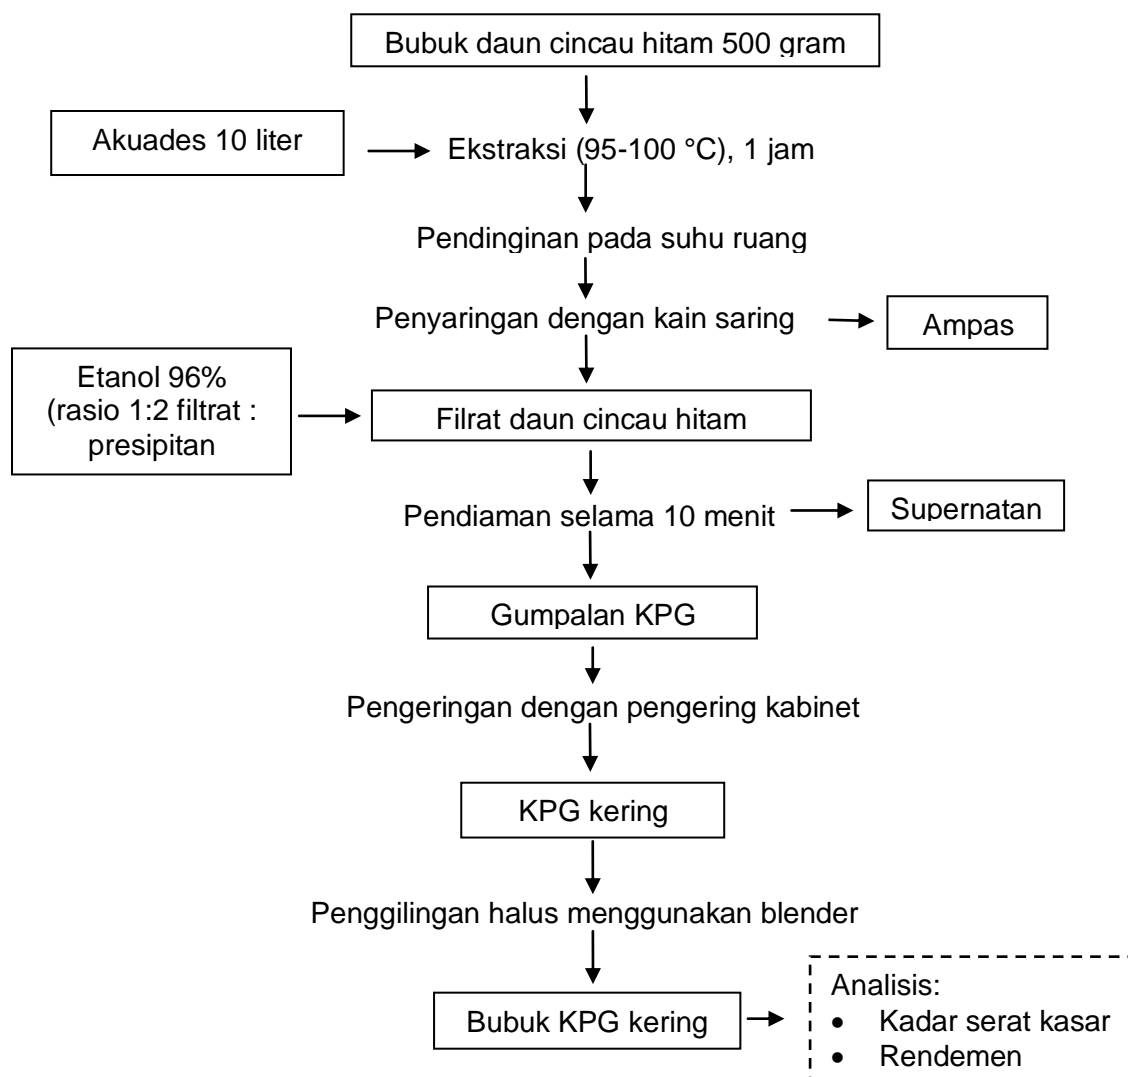 Bubuk daun cincau hitam 500 gram
Akuades 10 liter
Ekstraksi (95-100 °C), 1 jam
Pendinginan pada suhu ruang
Penyaringan dengan kain saring
Ampas
Etanol 96%
(rasio 1:2 filtrat :
presipitan
Filrat daun cincau hitam
Pendiaman selama 10 menit
Supernatan
Gumpalan KPG
Pengeringan dengan pengering kabinet
KPG kering
Penggilingan halus menggunakan blender
Bubuk KPG kering
Analisis:
• Kadar serat kasar
• Rendemen